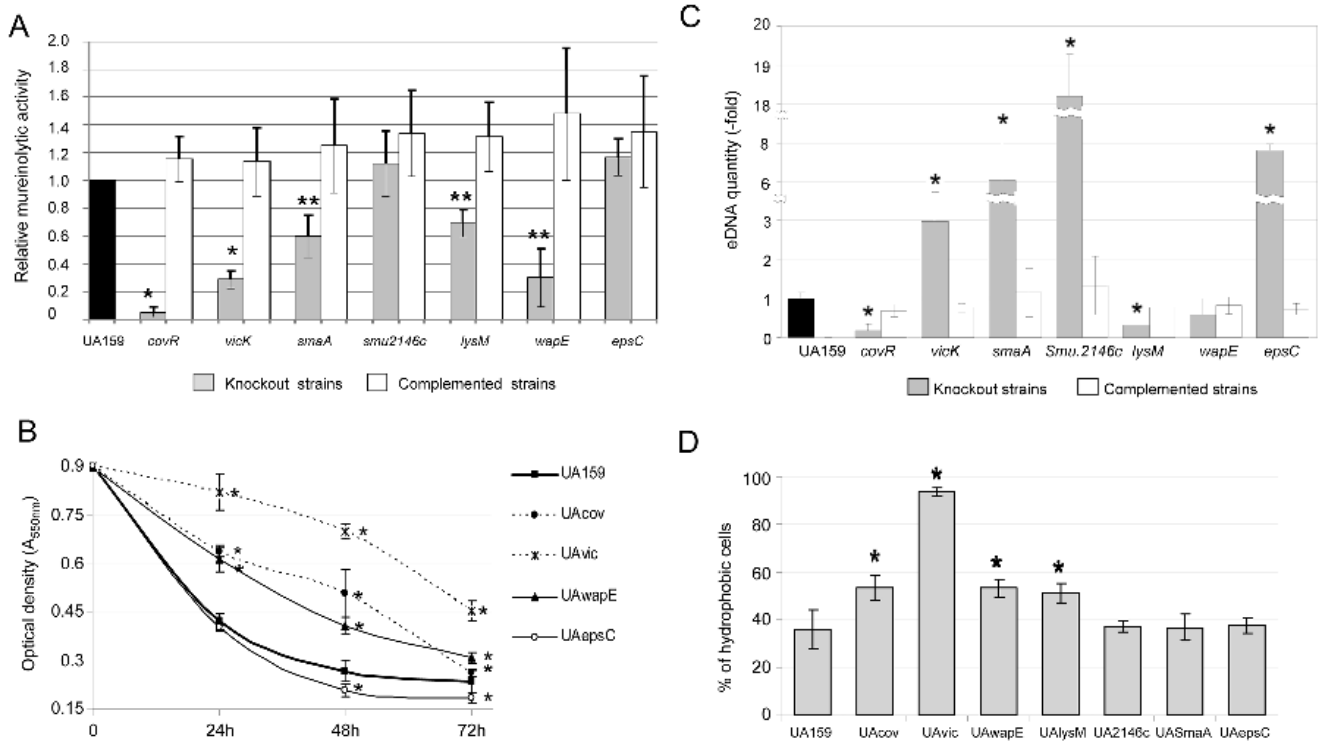 A
Relative mureinolytic activity
2.0
1.8
1.6
1.4
1.2
1.0
0.8
0.6
0.4
0.2
0
* * ** ** **
UA159 covR vicK smaA smu2146c lysM wapE epsC
Knockout strains Complemented strains
B
Optical density (A550nm)
0.9
0.75
0.6
0.45
0.3
0.15
0 24h 48h 72h
* * * * * * * * * * *
UA159
UAcov
UAvic
UAwapE
UAepsC
C
eDNA quantity (-fold)
20
19
18
8
6
3
2
1
0
* * * * * *
UA159 covR vicK smaA Smu.2146c lysM wapE epsC
Knockout strains Complemented strains
D
% of hydrophobic cells
100
80
60
40
20
0
* * * *
UA159 UAcov UAvic UAwapE UAlysM UA2146c UASmaA UAepsC